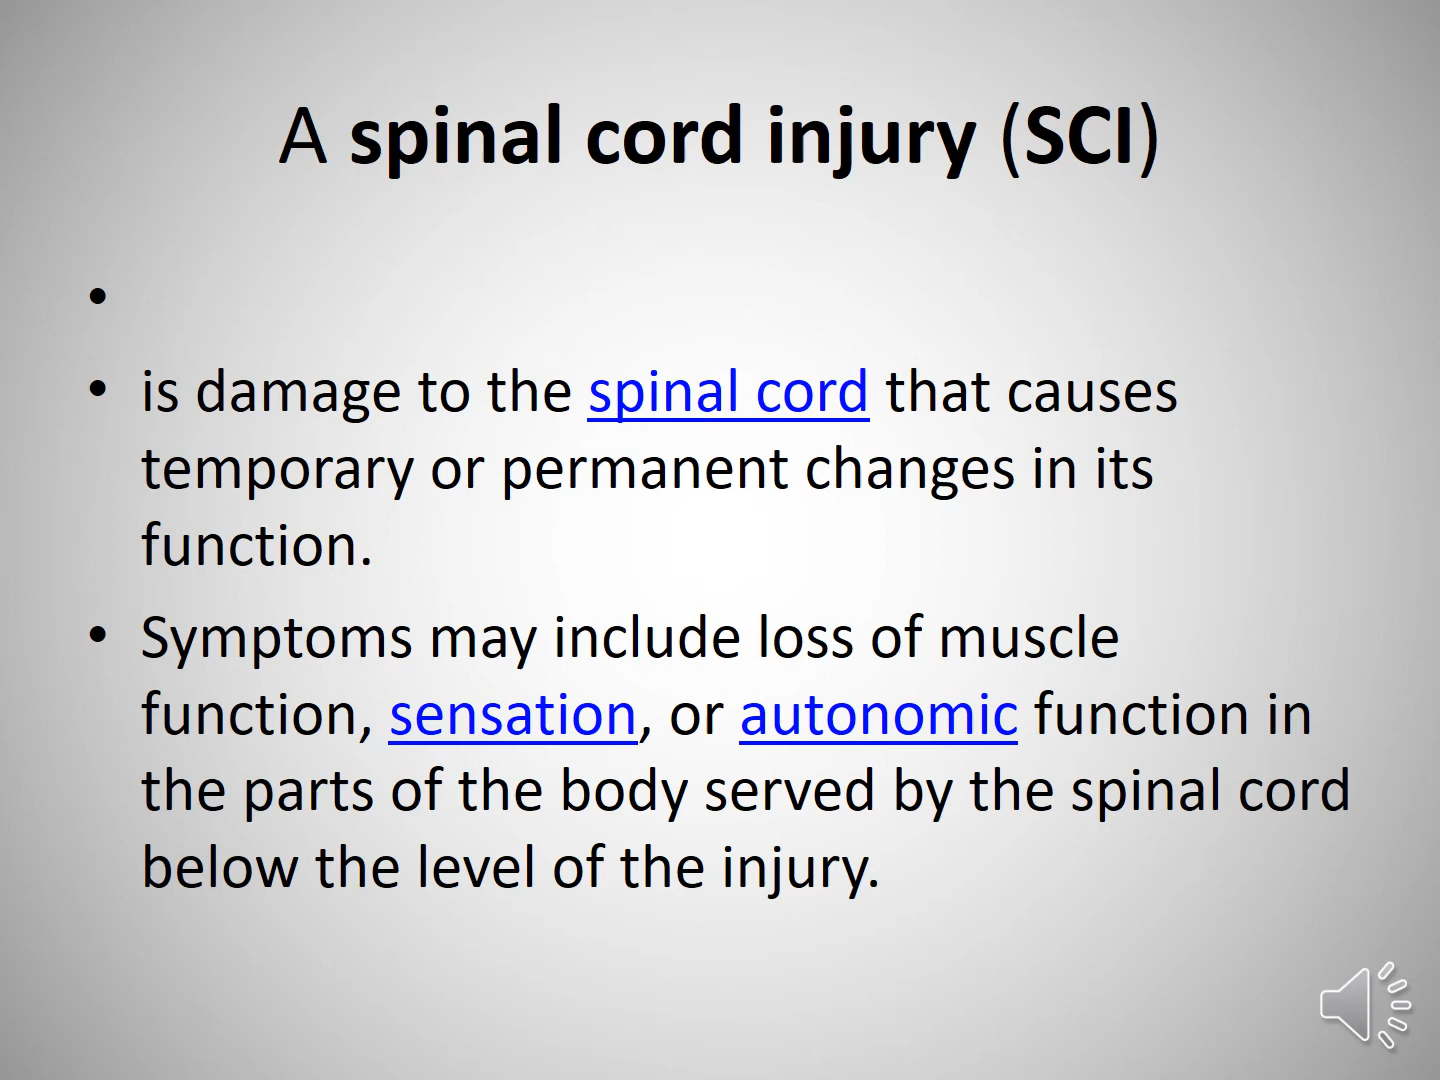 A spinal cord injury (SCI)
•
• is damage to the spinal cord that causes
temporary or permanent changes in its
function.
• Symptoms may include loss of muscle
function, sensation, or autonomic function in
the parts of the body served by the spinal cord
below the level of the injury.